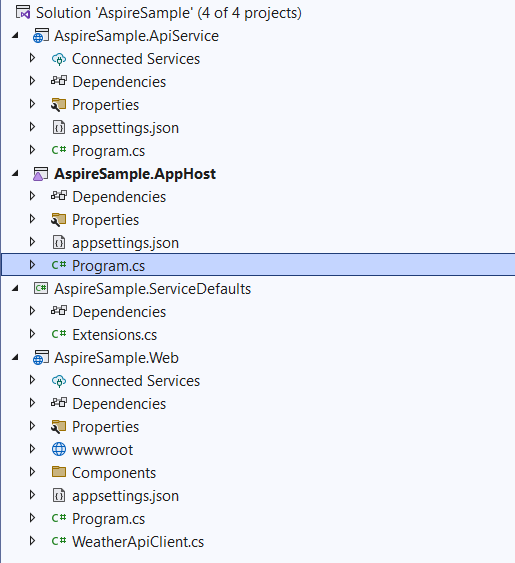 Solution 'AspireSample' (4 of 4 projects)
AspireSample.ApiService
Connected Services
Dependencies
Properties
appsettings.json
C# Program.cs
AspireSample.AppHost
Dependencies
Properties
appsettings.json
C# Program.cs
C# AspireSample.ServiceDefaults
Dependencies
C# Extensions.cs
AspireSample.Web
Connected Services
Dependencies
Properties
wwwroot
Components
appsettings.json
C# Program.cs
C# WeatherApiClient.cs